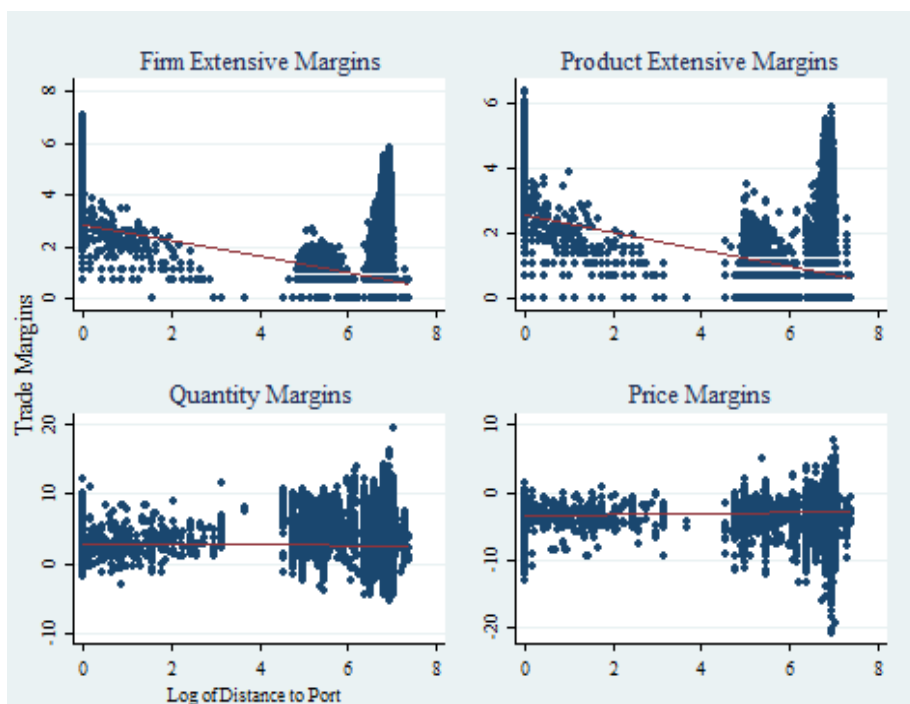 Firm Extensive Margins
Product Extensive Margins
8
6
4
2
0
0 2 4 6 8
6
4
2
0
0 2 4 6 8
Trade Margins
Quantity Margins
Price Margins
20
10
0
-10
0 2 4 6 8
10
0
-10
-20
0 2 4 6 8
Log of Distance to Port